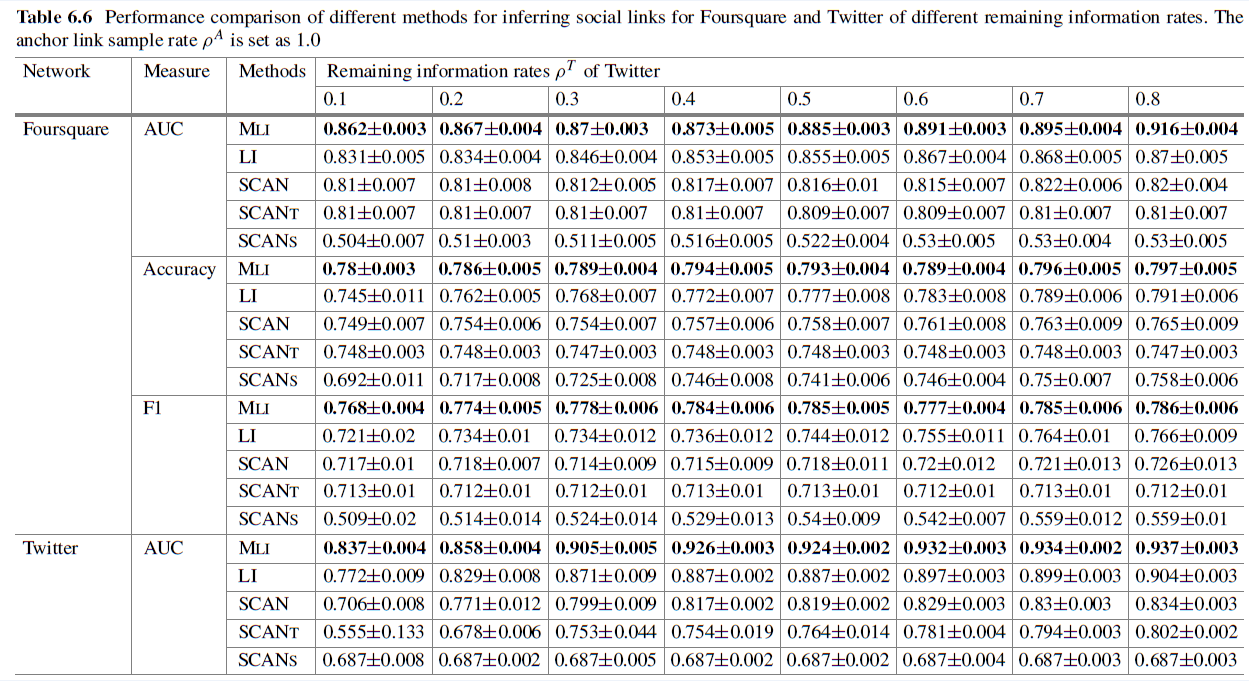 Table 6.6 Performance comparison of different methods for inferring social links for Foursquare and Twitter of different remaining information rates. The
anchor link sample rate ρ^A is set as 1.0
Network Measure Methods Remaining information rates ρ^T of Twitter
0.1 0.2 0.3 0.4 0.5 0.6 0.7 0.8
Foursquare AUC MLI 0.862±0.003 0.867±0.004 0.87±0.003 0.873±0.005 0.885±0.003 0.891±0.003 0.895±0.004 0.916±0.004
LI 0.831±0.005 0.834±0.004 0.846±0.004 0.853±0.005 0.855±0.005 0.867±0.004 0.868±0.005 0.87±0.005
SCAN 0.81±0.007 0.81±0.008 0.812±0.005 0.817±0.007 0.816±0.01 0.815±0.007 0.822±0.006 0.82±0.004
SCANT 0.81±0.007 0.81±0.007 0.81±0.007 0.81±0.007 0.809±0.007 0.809±0.007 0.81±0.007 0.81±0.007
SCANS 0.504±0.007 0.51±0.003 0.511±0.005 0.516±0.005 0.522±0.004 0.53±0.005 0.53±0.004 0.53±0.005
Accuracy MLI 0.78±0.003 0.786±0.005 0.789±0.004 0.794±0.005 0.793±0.004 0.789±0.004 0.796±0.005 0.797±0.005
LI 0.745±0.011 0.762±0.005 0.768±0.007 0.772±0.007 0.777±0.008 0.783±0.008 0.789±0.006 0.791±0.006
SCAN 0.749±0.007 0.754±0.006 0.754±0.007 0.757±0.006 0.758±0.007 0.761±0.008 0.763±0.009 0.765±0.009
SCANT 0.748±0.003 0.748±0.003 0.747±0.003 0.748±0.003 0.748±0.003 0.748±0.003 0.748±0.003 0.747±0.003
SCANS 0.692±0.011 0.717±0.008 0.725±0.008 0.746±0.008 0.741±0.006 0.746±0.004 0.75±0.007 0.758±0.006
F1 MLI 0.768±0.004 0.774±0.005 0.778±0.006 0.784±0.006 0.785±0.005 0.777±0.004 0.785±0.006 0.786±0.006
LI 0.721±0.02 0.734±0.01 0.734±0.012 0.736±0.012 0.744±0.012 0.755±0.011 0.764±0.01 0.766±0.009
SCAN 0.717±0.01 0.718±0.007 0.714±0.009 0.715±0.009 0.718±0.011 0.72±0.012 0.721±0.013 0.726±0.013
SCANT 0.713±0.01 0.712±0.01 0.712±0.01 0.713±0.01 0.713±0.01 0.712±0.01 0.713±0.01 0.712±0.01
SCANS 0.509±0.02 0.514±0.014 0.524±0.014 0.529±0.013 0.54±0.009 0.542±0.007 0.559±0.012 0.559±0.01
Twitter AUC MLI 0.837±0.004 0.858±0.004 0.905±0.005 0.926±0.003 0.924±0.002 0.932±0.003 0.934±0.002 0.937±0.003
LI 0.772±0.009 0.829±0.008 0.871±0.009 0.887±0.002 0.887±0.002 0.897±0.003 0.899±0.003 0.904±0.003
SCAN 0.706±0.008 0.771±0.012 0.799±0.009 0.817±0.002 0.819±0.002 0.829±0.003 0.83±0.003 0.834±0.003
SCANT 0.555±0.133 0.678±0.006 0.753±0.044 0.754±0.019 0.764±0.014 0.781±0.004 0.794±0.003 0.802±0.002
SCANS 0.687±0.008 0.687±0.002 0.687±0.005 0.687±0.002 0.687±0.002 0.687±0.004 0.687±0.003 0.687±0.003